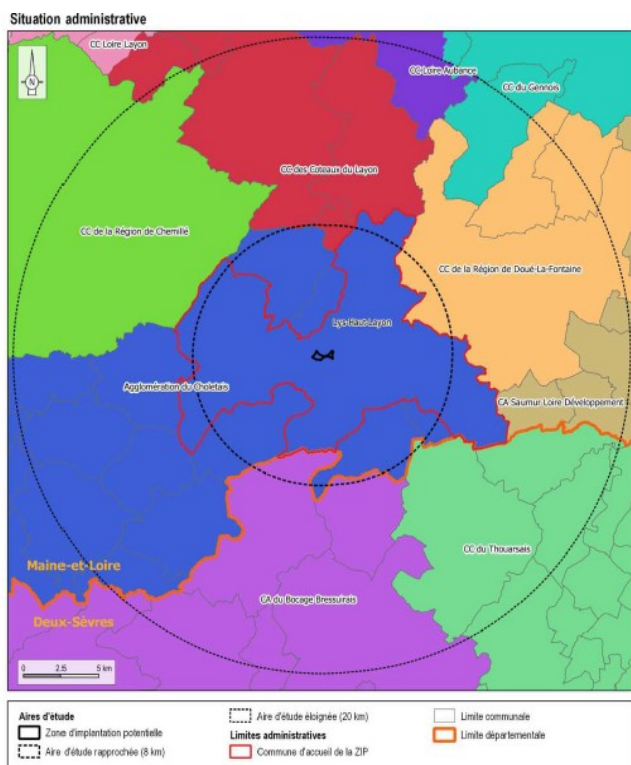 Situation administrative
CC Loire Layon
CC Loire Aubance
N
CC du Gennois
CC des Coteaux du Layon
CC de la Région de Chemillé
CC de la Région de Doué-La-Fontaine
Lys-Haut-Layon
Agglomération du Choletais
CA Saumur Loire Développement
CC du Thouarsais
Maine-et-Loire
CA du Bocage Bressuirais
Deux-Sèvres
0 2.5 5 km
Aires d'étude
Zone d'implantation potentielle
Aire d'étude rapprochée (8 km)
Aire d'étude éloignée (20 km)
Limites administratives
Commune d'accueil de la ZIP
Limite communale
Limite départementale